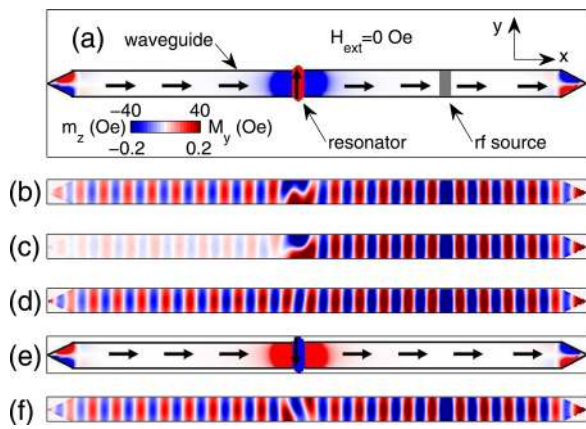 (a)
waveguide
H_ext=0 Oe
y
x
−40 40
m_z (Oe) M_y (Oe)
−0.2 0.2
resonator
rf source
(b)
(c)
(d)
(e)
(f)